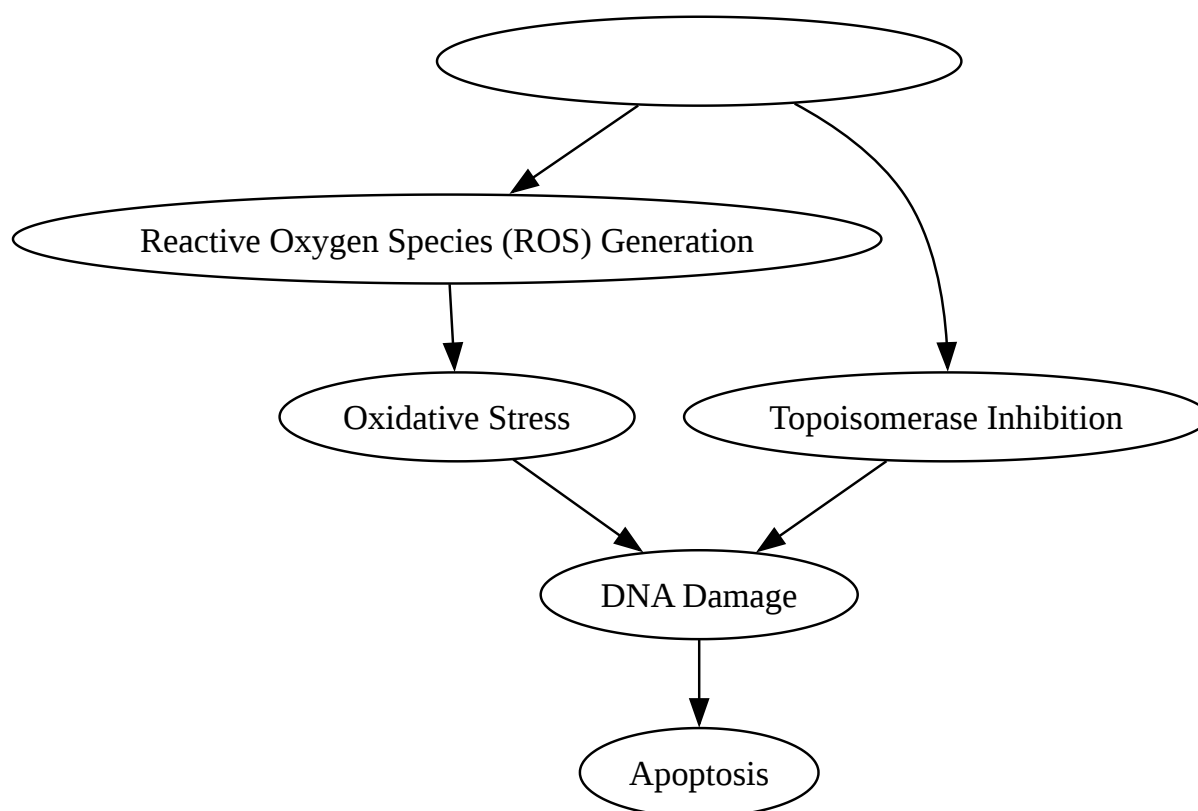 Reactive Oxygen Species (ROS) Generation
Oxidative Stress
Topoisomerase Inhibition
DNA Damage
Apoptosis